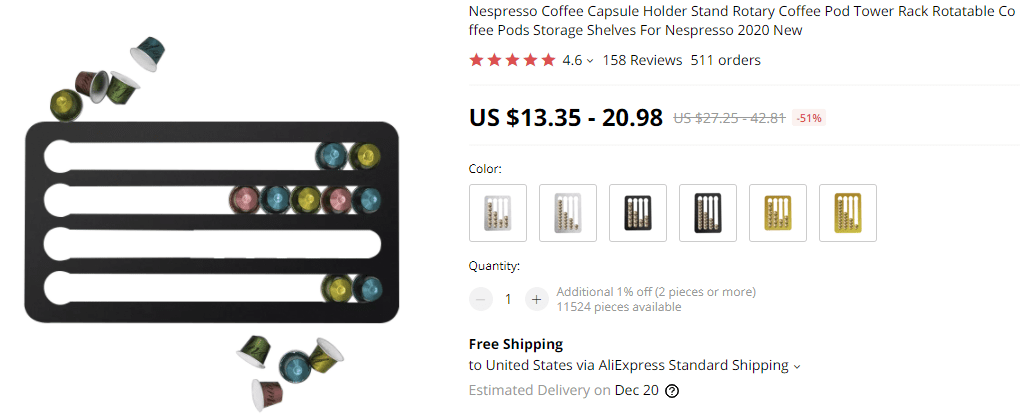 Nespresso Coffee Capsule Holder Stand Rotary Coffee Pod Tower Rack Rotatable Co
ffee Pods Storage Shelves For Nespresso 2020 New
4.6 158 Reviews 511 orders
US $13.35 - 20.98 US $27.25 - 42.81 -51%
Color:
Quantity:
1
Additional 1% off (2 pieces or more)
11524 pieces available
Free Shipping
to United States via AliExpress Standard Shipping
Estimated Delivery on Dec 20